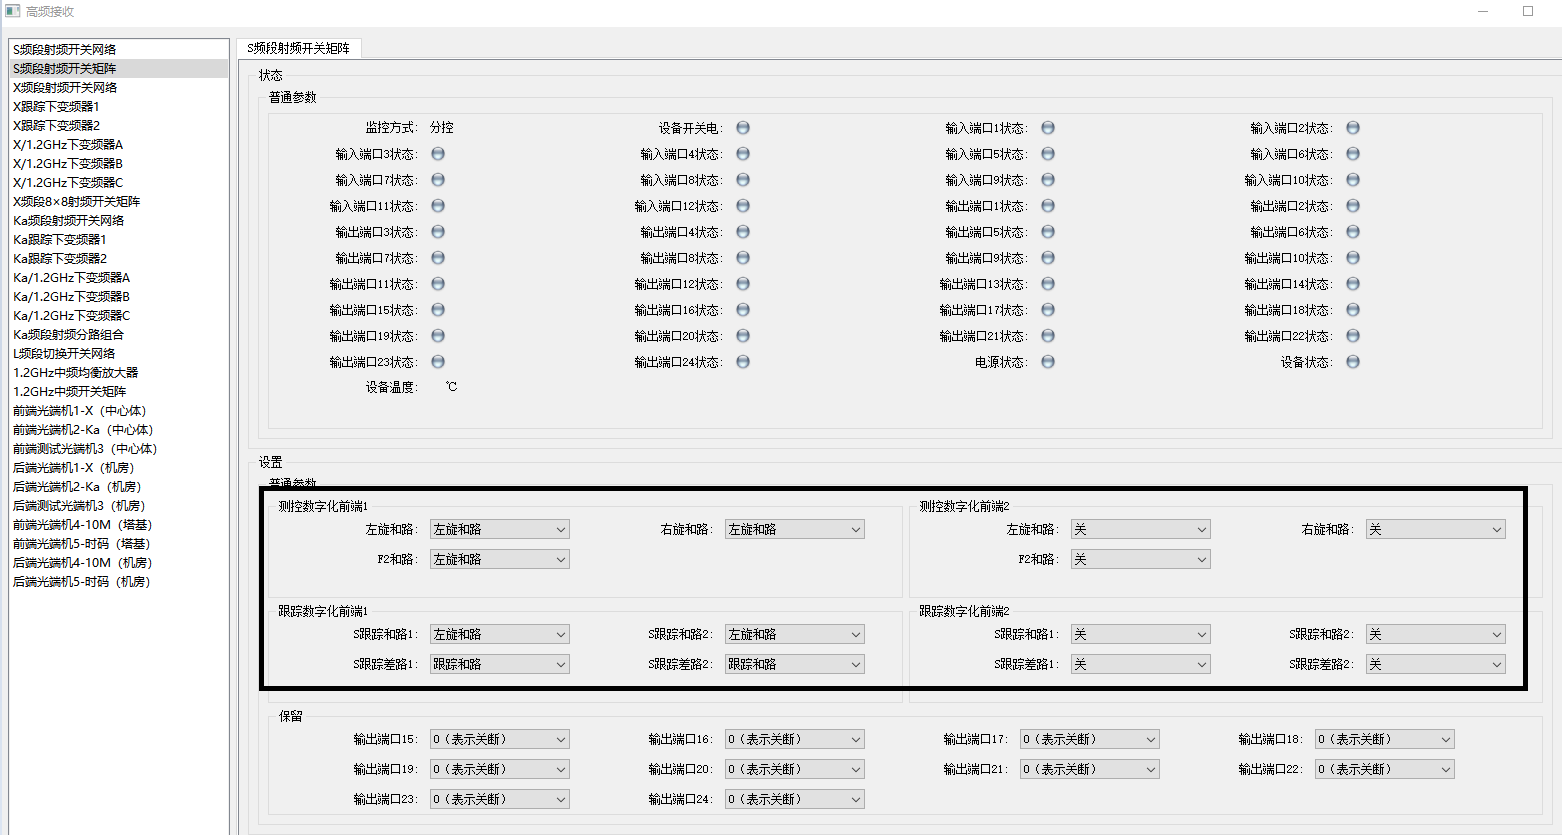 高频接收
S频段射频开关网络
S频段射频开关矩阵
X频段射频开关网络
X跟踪下变频器1
X跟踪下变频器2
X/1.2GHz下变频器A
X/1.2GHz下变频器B
X/1.2GHz下变频器C
X频段8×8射频开关矩阵
Ka频段射频开关网络
Ka跟踪下变频器1
Ka跟踪下变频器2
Ka/1.2GHz下变频器A
Ka/1.2GHz下变频器B
Ka/1.2GHz下变频器C
Ka频段射频分路组合
L频段切换开关网络
1.2GHz中频均衡放大器
1.2GHz中频开关矩阵
前端光端机1-X（中心体）
前端光端机2-Ka（中心体）
前端测试光端机3（中心体）
后端光端机1-X（机房）
后端光端机2-Ka（机房）
后端测试光端机3（机房）
前端光端机4-10M（塔基）
前端光端机5-时码（塔基）
后端光端机4-10M（机房）
后端光端机5-时码（机房）
S频段射频开关矩阵
状态
普通参数
监控方式: 分控 设备开关电: 输入端口1状态: 输入端口2状态:
输入端口3状态: 输入端口4状态: 输入端口5状态: 输入端口6状态:
输入端口7状态: 输入端口8状态: 输入端口9状态: 输入端口10状态:
输入端口11状态: 输入端口12状态: 输出端口1状态: 输出端口2状态:
输出端口3状态: 输出端口4状态: 输出端口5状态: 输出端口6状态:
输出端口7状态: 输出端口8状态: 输出端口9状态: 输出端口10状态:
输出端口11状态: 输出端口12状态: 输出端口13状态: 输出端口14状态:
输出端口15状态: 输出端口16状态: 输出端口17状态: 输出端口18状态:
输出端口19状态: 输出端口20状态: 输出端口21状态: 输出端口22状态:
输出端口23状态: 输出端口24状态: 电源状态: 设备状态:
设备温度: ℃
设置
普通参数
测控数字化前端1 测控数字化前端2
左旋和路: 左旋和路 右旋和路: 左旋和路 左旋和路: 关 右旋和路: 关
F2和路: 左旋和路 F2和路: 关
跟踪数字化前端1 跟踪数字化前端2
S跟踪和路1: 左旋和路 S跟踪和路2: 左旋和路 S跟踪和路1: 关 S跟踪和路2: 关
S跟踪差路1: 跟踪和路 S跟踪差路2: 跟踪和路 S跟踪差路1: 关 S跟踪差路2: 关
保留
输出端口15: 0（表示关断） 输出端口16: 0（表示关断） 输出端口17: 0（表示关断） 输出端口18: 0（表示关断）
输出端口19: 0（表示关断） 输出端口20: 0（表示关断） 输出端口21: 0（表示关断） 输出端口22: 0（表示关断）
输出端口23: 0（表示关断） 输出端口24: 0（表示关断）